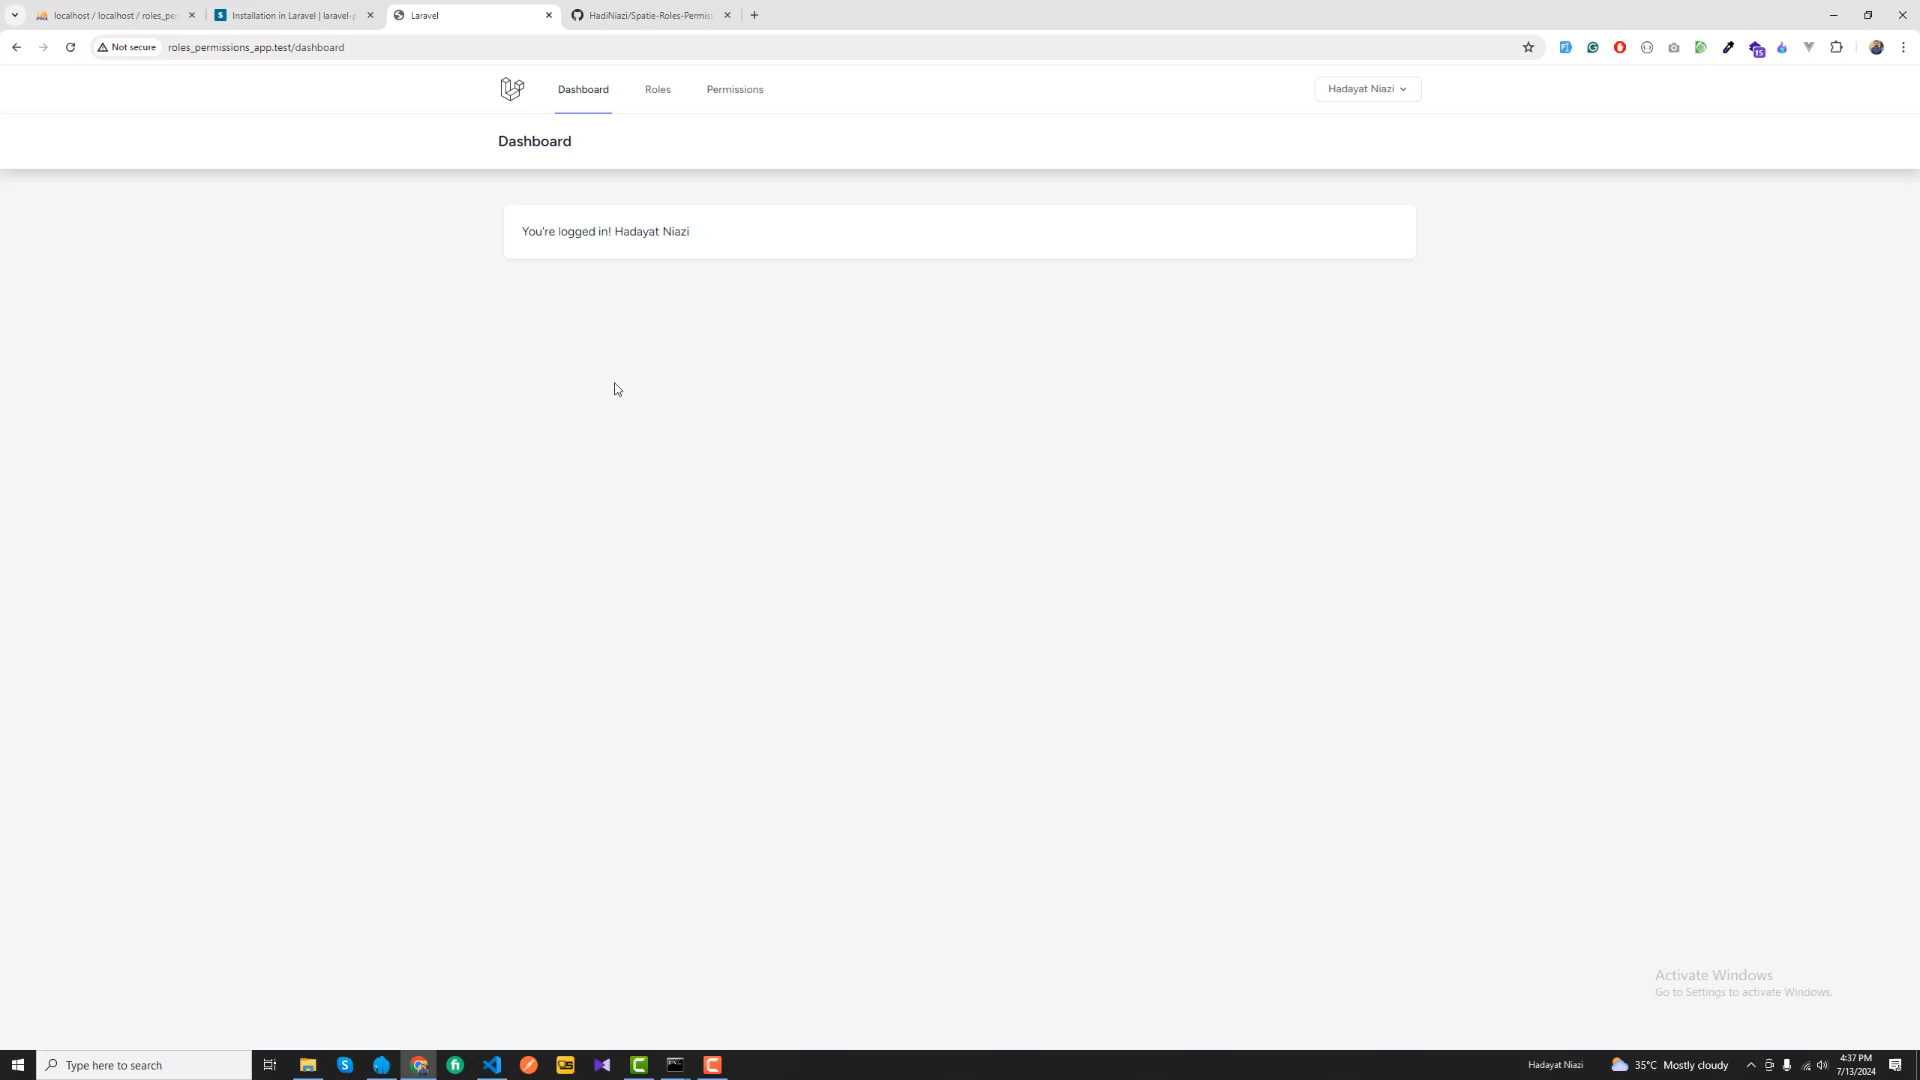 localhost / localhost / roles_pe
Installation in Laravel | laravel-p
Laravel
HadiNiazi/Spatie-Roles-Permis
Not secure
roles_permissions_app.test/dashboard
15
Dashboard
Roles
Permissions
Hadayat Niazi
Dashboard
You're logged in! Hadayat Niazi
Activate Windows
Go to Settings to activate Windows.
Type here to search
Hadayat Niazi
35°C Mostly cloudy
4:37 PM
7/13/2024